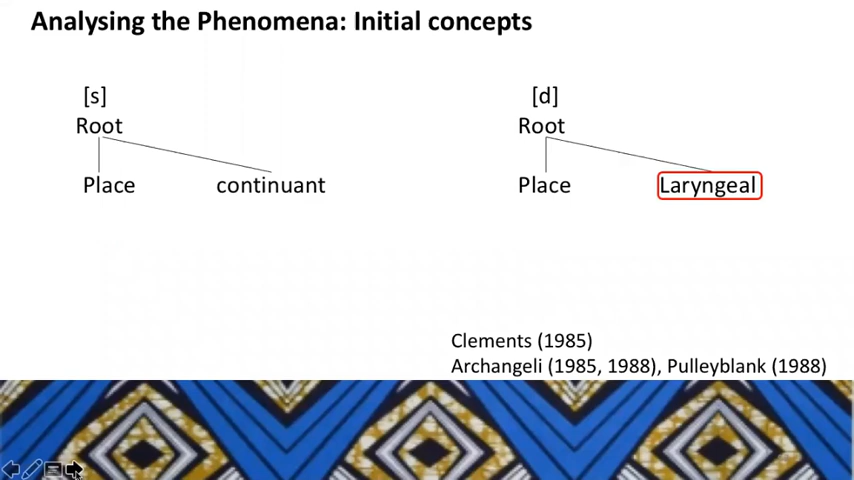 Analysing the Phenomena: Initial concepts
[s]
Root
Place
continuant
[d]
Root
Place
Laryngeal
Clements (1985)
Archangeli (1985, 1988), Pulleyblank (1988)